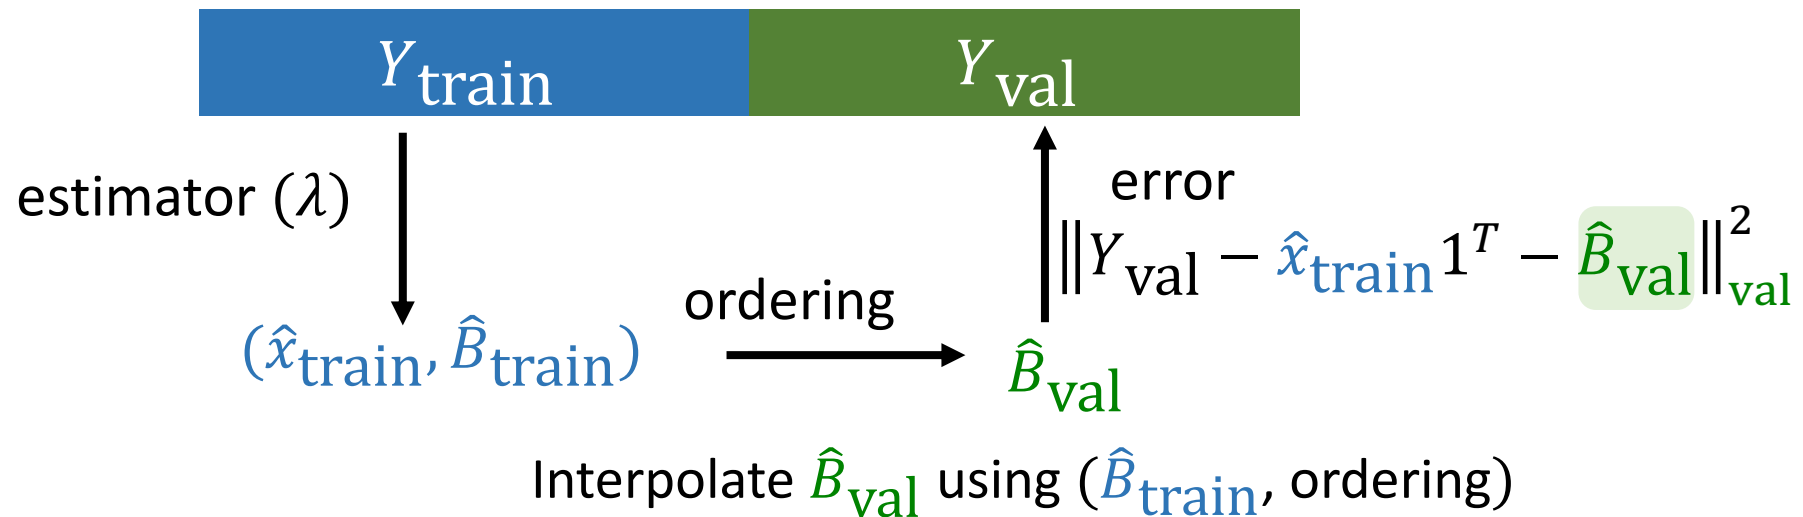 Y_train Y_val
estimator (λ)
error
‖Y_val − x̂_train 1^T − B̂_val‖²_val
ordering
(x̂_train, B̂_train)
B̂_val
Interpolate B̂_val using (B̂_train, ordering)